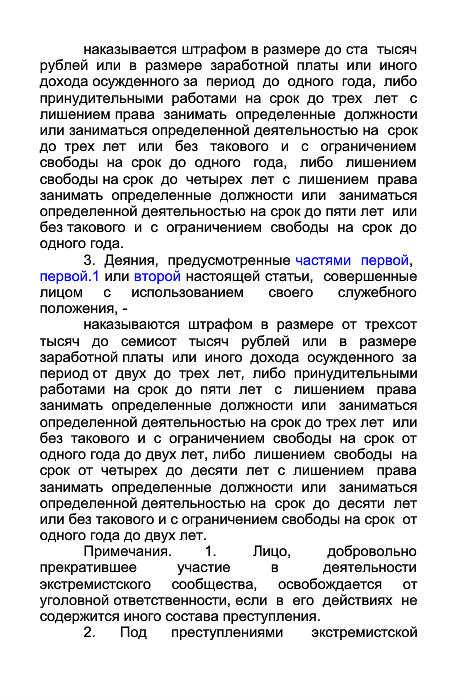 наказывается штрафом в размере до ста тысяч
рублей или в размере заработной платы или иного
дохода осужденного за период до одного года, либо
принудительными работами на срок до трех лет с
лишением права занимать определенные должности
или заниматься определенной деятельностью на срок
до трех лет или без такового и с ограничением
свободы на срок до одного года, либо лишением
свободы на срок до четырех лет с лишением права
занимать определенные должности или заниматься
определенной деятельностью на срок до пяти лет или
без такового и с ограничением свободы на срок до
одного года.
3. Деяния, предусмотренные частями первой,
первой.1 или второй настоящей статьи, совершенные
лицом с использованием своего служебного
положения, -
наказываются штрафом в размере от трехсот
тысяч до семисот тысяч рублей или в размере
заработной платы или иного дохода осужденного за
период от двух до трех лет, либо принудительными
работами на срок до пяти лет с лишением права
занимать определенные должности или заниматься
определенной деятельностью на срок до трех лет или
без такового и с ограничением свободы на срок от
одного года до двух лет, либо лишением свободы на
срок от четырех до десяти лет с лишением права
занимать определенные должности или заниматься
определенной деятельностью на срок до десяти лет
или без такового и с ограничением свободы на срок от
одного года до двух лет.
Примечания. 1. Лицо, добровольно
прекратившее участие в деятельности
экстремистского сообщества, освобождается от
уголовной ответственности, если в его действиях не
содержится иного состава преступления.
2. Под преступлениями экстремистской